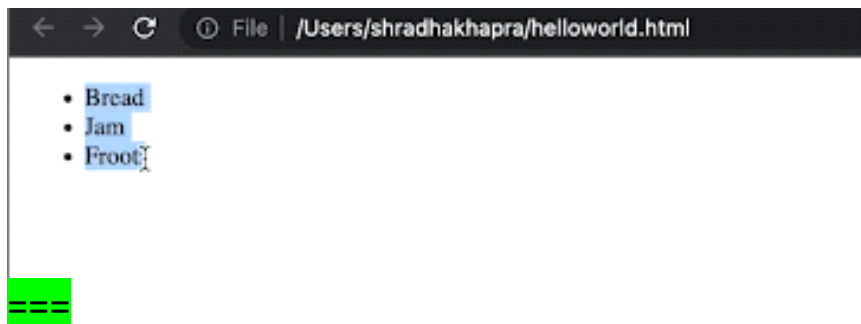 File /Users/shradhakhapra/helloworld.html
• Bread
• Jam
• Froot
===